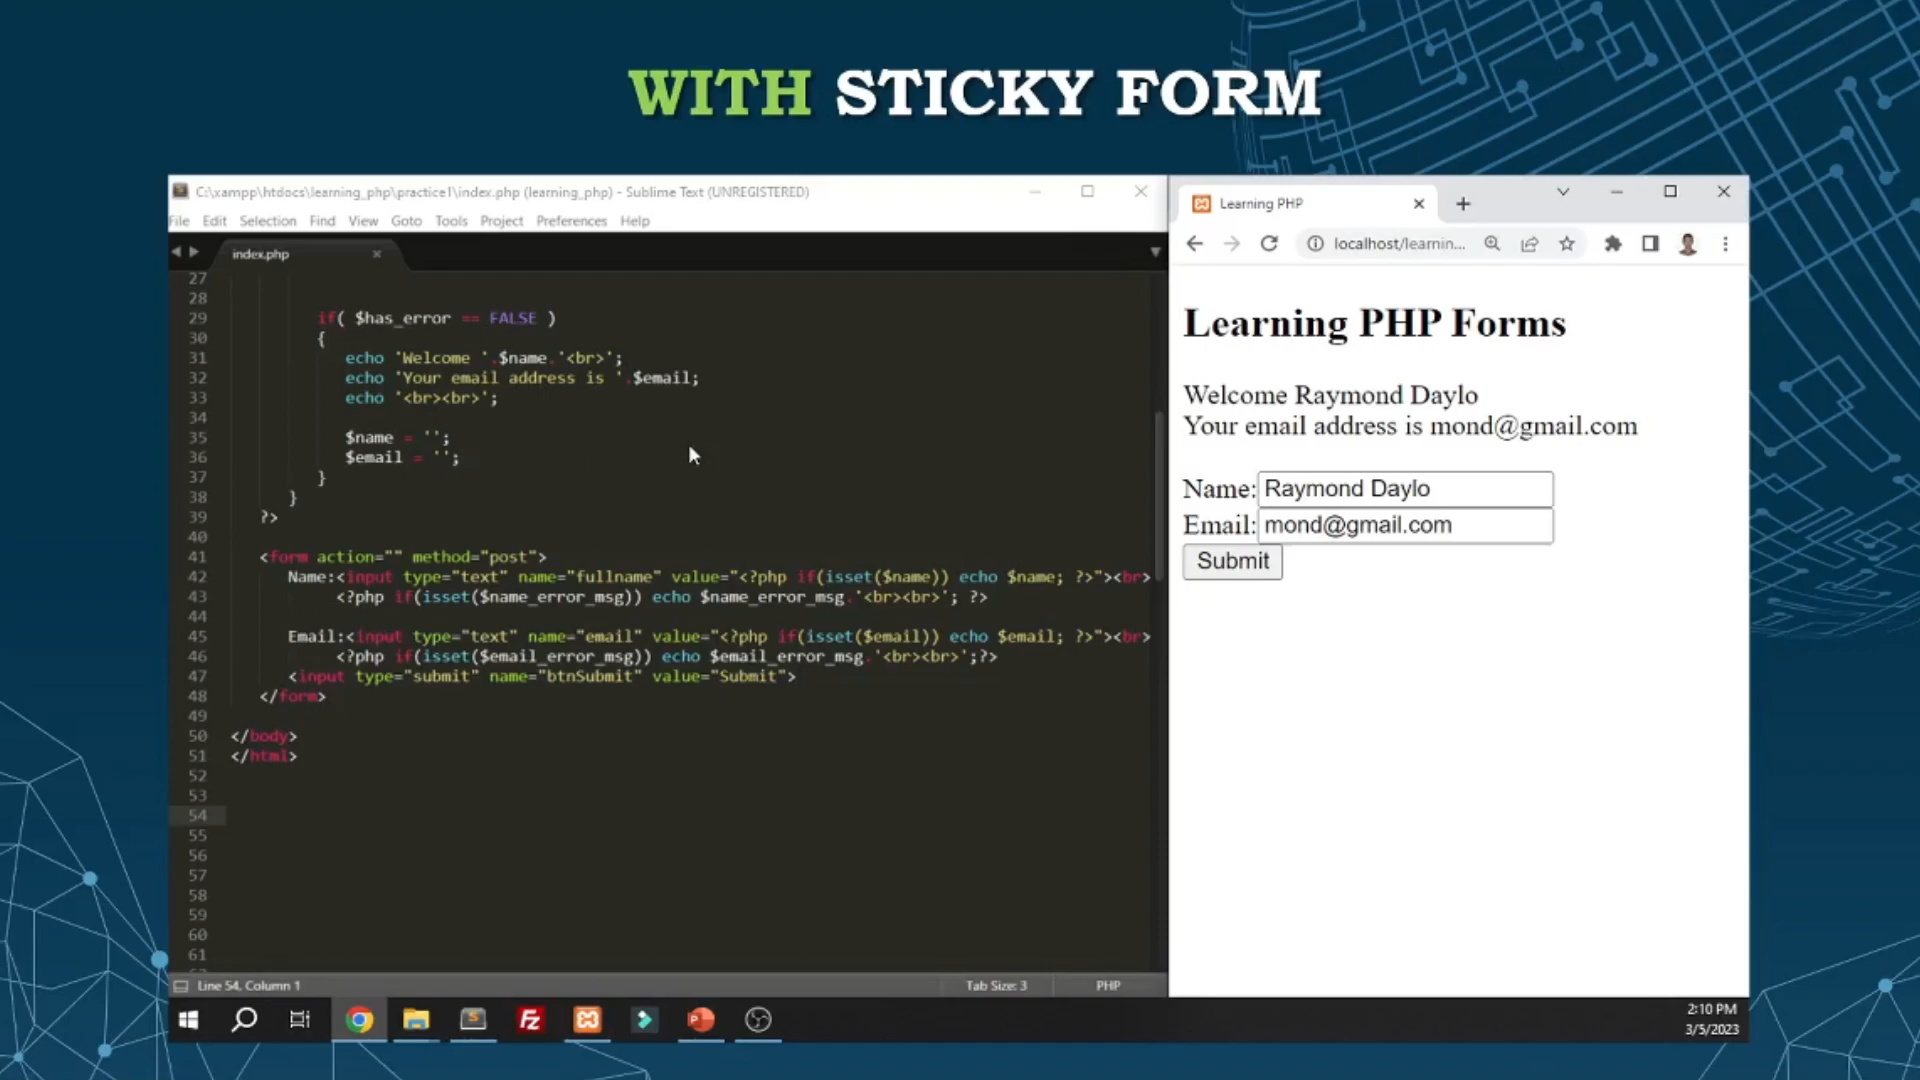 WITH STICKY FORM
C:\xampp\htdocs\learning_php\practice1\index.php (learning_php) - Sublime Text (UNREGISTERED)
File Edit Selection Find View Goto Tools Project Preferences Help
index.php
27
28
29 if( $has_error == FALSE )
30 {
31 echo 'Welcome '.$name.'<br>';
32 echo 'Your email address is '.$email;
33 echo '<br><br>';
34
35 $name = '';
36 $email = '';
37 }
38 }
39 ?>
40
41 <form action="" method="post">
42 Name:<input type="text" name="fullname" value="<?php if(isset($name)) echo $name; ?>"><br>
43 <?php if(isset($name_error_msg)) echo $name_error_msg.'<br><br>'; ?>
44
45 Email:<input type="text" name="email" value="<?php if(isset($email)) echo $email; ?>"><br>
46 <?php if(isset($email_error_msg)) echo $email_error_msg.'<br><br>';?>
47 <input type="submit" name="btnSubmit" value="Submit">
48 </form>
49
50 </body>
51 </html>
52
53
54
55
56
57
58
59
60
61
Line 54, Column 1 Tab Size: 3 PHP
Learning PHP
localhost/learnin...
Learning PHP Forms
Welcome Raymond Daylo
Your email address is mond@gmail.com
Name: Raymond Daylo
Email: mond@gmail.com
Submit
2:10 PM
3/5/2023